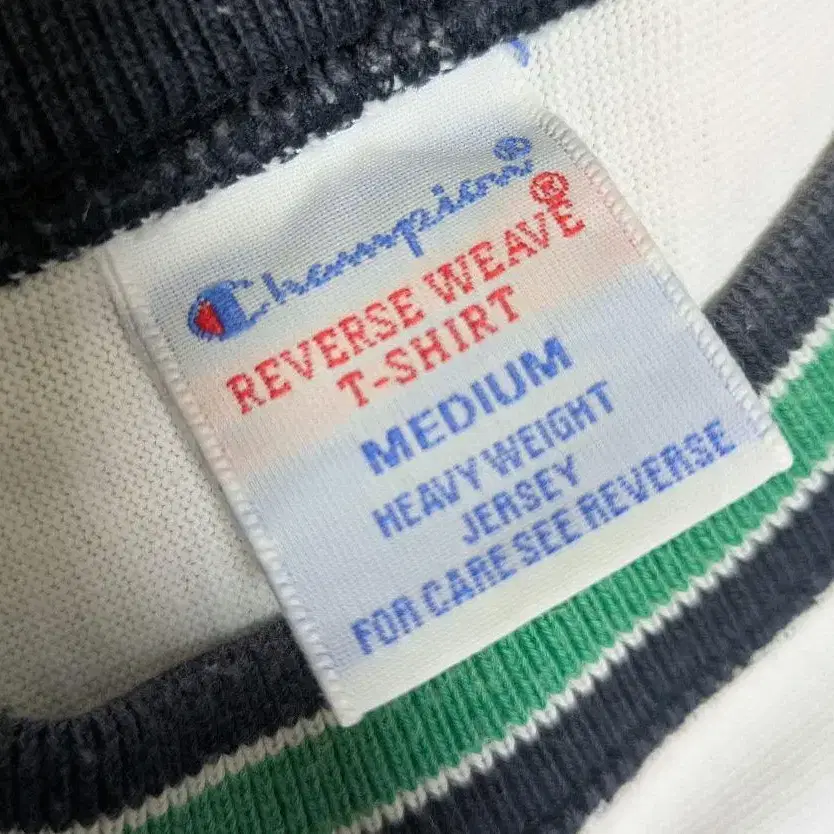 Champion®
REVERSE WEAVE®
T-SHIRT
MEDIUM
HEAVY WEIGHT
JERSEY
FOR CARE SEE REVERSE